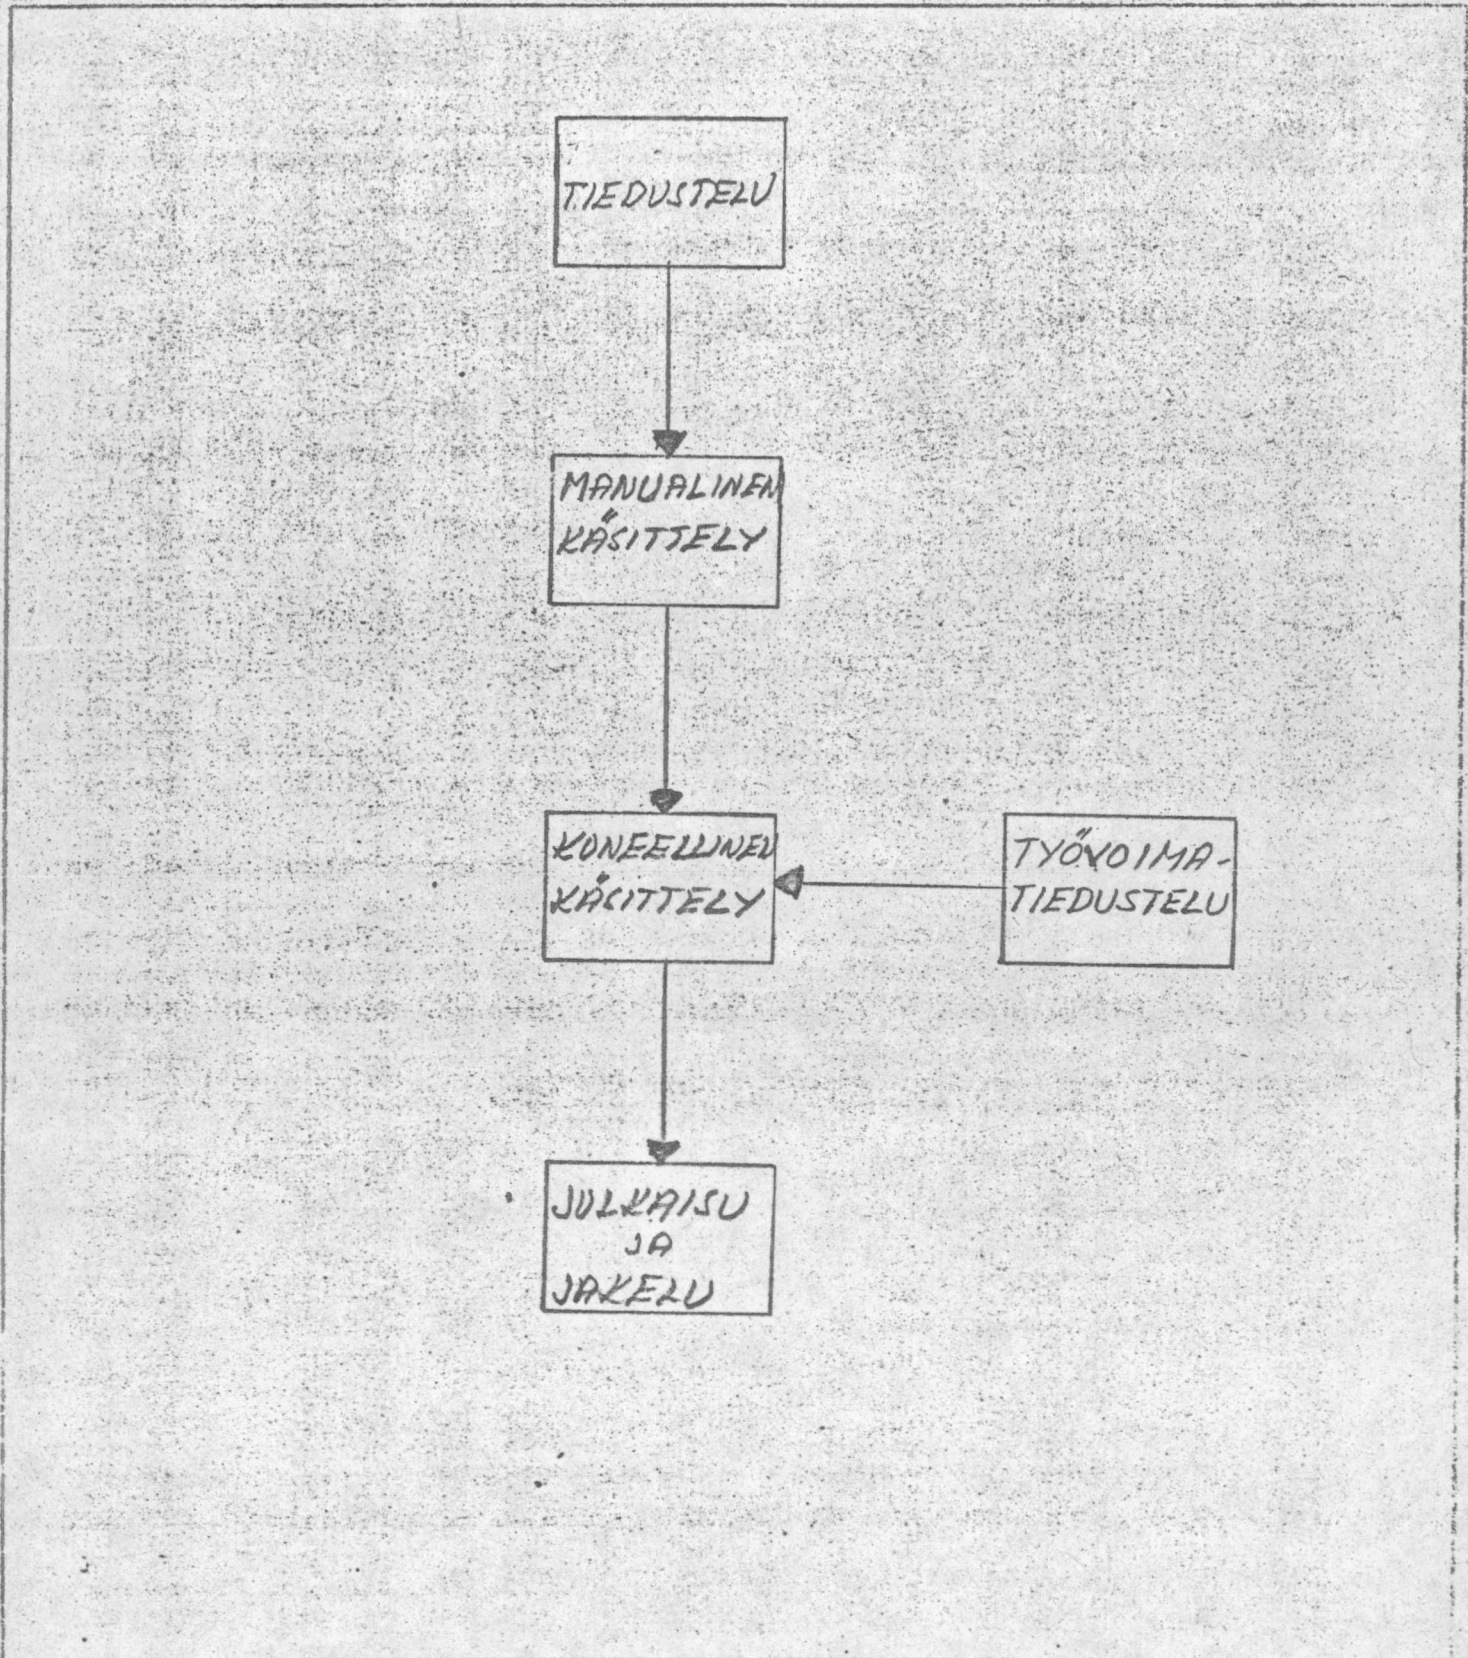 TIEDUSTELU
MANUALINEN
KÄSITTELY
KONEELLINEN
KÄSITTELY
TYÖVOIMA-
TIEDUSTELU
JULKAISU
JA
JAKELU